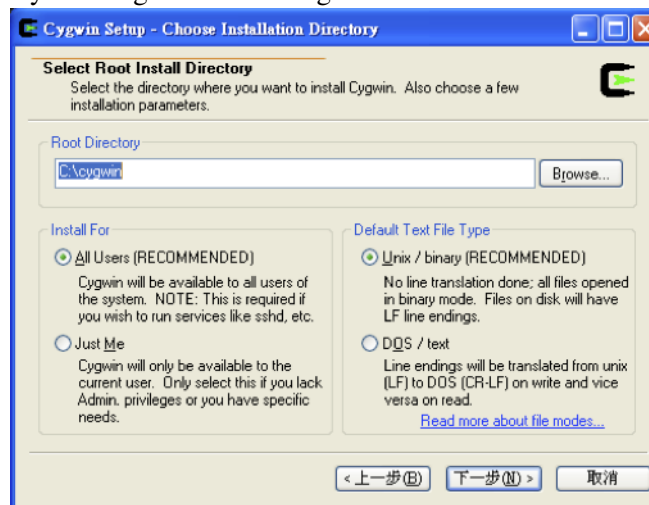 Cygwin Setup - Choose Installation Directory
Select Root Install Directory
Select the directory where you want to install Cygwin. Also choose a few
installation parameters.
Root Directory
C:\cygwin
Browse...
Install For
All Users (RECOMMENDED)
Cygwin will be available to all users of
the system. NOTE: This is required if
you wish to run services like sshd, etc.
Just Me
Cygwin will only be available to the
current user. Only select this if you lack
Admin. privileges or you have specific
needs.
Default Text File Type
Unix / binary (RECOMMENDED)
No line translation done; all files opened
in binary mode. Files on disk will have
LF line endings.
DOS / text
Line endings will be translated from unix
(LF) to DOS (CR-LF) on write and vice
versa on read.
Read more about file modes...
<上一步(B)
下一步(N) >
取消